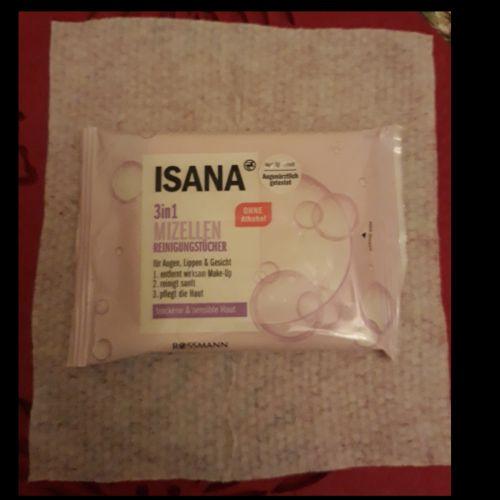 ISANA
Augenärztlich
getestet
3in1
MIZELLEN
REINIGUNGSTÜCHER
OHNE
Alkohol
für Augen, Lippen & Gesicht
1. entfernt wirksam Make-Up
2. reinigt sanft
3. pflegt die Haut
trockene & sensible Haut
ROSSMANN